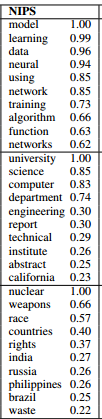 NIPS
model 1.00
learning 0.99
data 0.96
neural 0.94
using 0.85
network 0.85
training 0.73
algorithm 0.66
function 0.63
networks 0.62
university 1.00
science 0.85
computer 0.83
department 0.74
engineering 0.30
report 0.30
technical 0.29
institute 0.26
abstract 0.25
california 0.23
nuclear 1.00
weapons 0.66
race 0.57
countries 0.40
rights 0.37
india 0.27
russia 0.26
philippines 0.26
brazil 0.25
waste 0.22